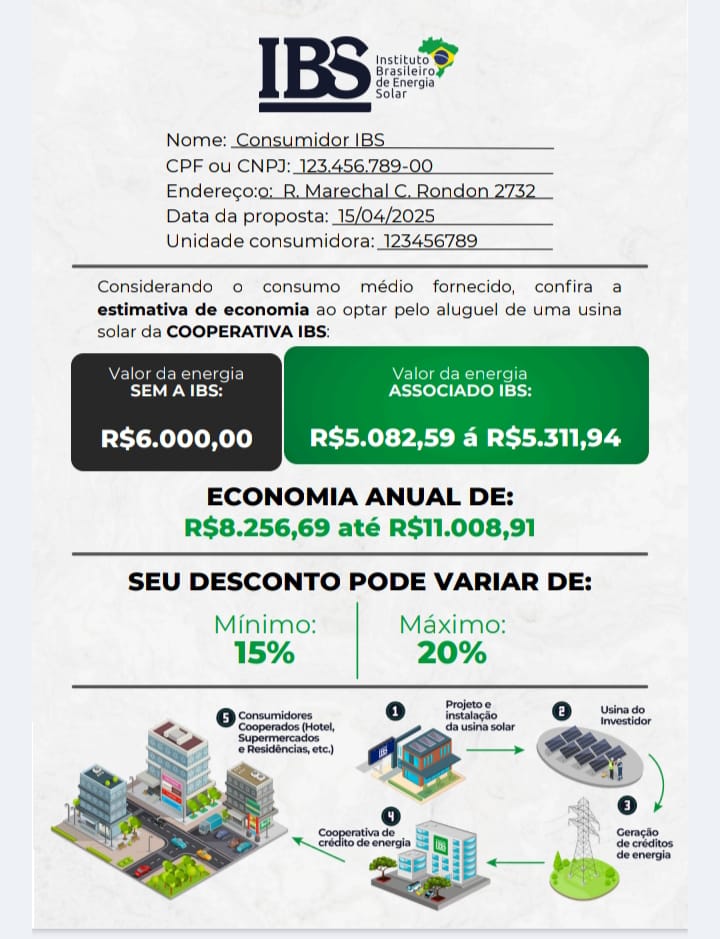 IBS
Instituto
Brasileiro
de Energia
Solar
Nome: Consumidor IBS
CPF ou CNPJ: 123.456.789-00
Endereço:o: R. Marechal C. Rondon 2732
Data da proposta: 15/04/2025
Unidade consumidora: 123456789
Considerando o consumo médio fornecido, confira a
estimativa de economia ao optar pelo aluguel de uma usina
solar da COOPERATIVA IBS:
Valor da energia
SEM A IBS:
R$6.000,00
Valor da energia
ASSOCIADO IBS:
R$5.082,59 á R$5.311,94
ECONOMIA ANUAL DE:
R$8.256,69 até R$11.008,91
SEU DESCONTO PODE VARIAR DE:
Mínimo:
15%
Máximo:
20%
1
Projeto e
instalação
da usina solar
2
Usina do
Investidor
3
Geração
de créditos
de energia
4
Cooperativa de
crédito de energia
5
Consumidores
Cooperados (Hotel,
Supermercados
e Residências, etc.)
IBS
IBS